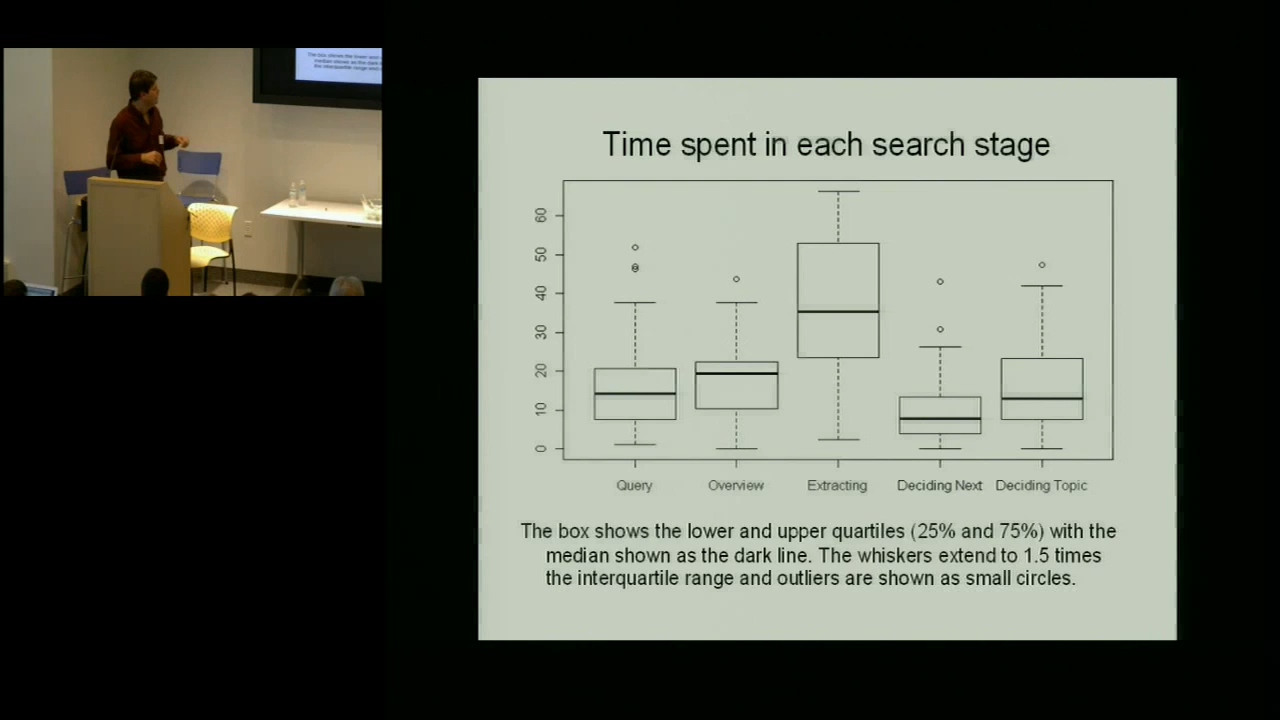 Time spent in each search stage
60
50
40
30
20
10
0
Query Overview Extracting Deciding Next Deciding Topic
The box shows the lower and upper quartiles (25% and 75%) with the
median shown as the dark line. The whiskers extend to 1.5 times
the interquartile range and outliers are shown as small circles.